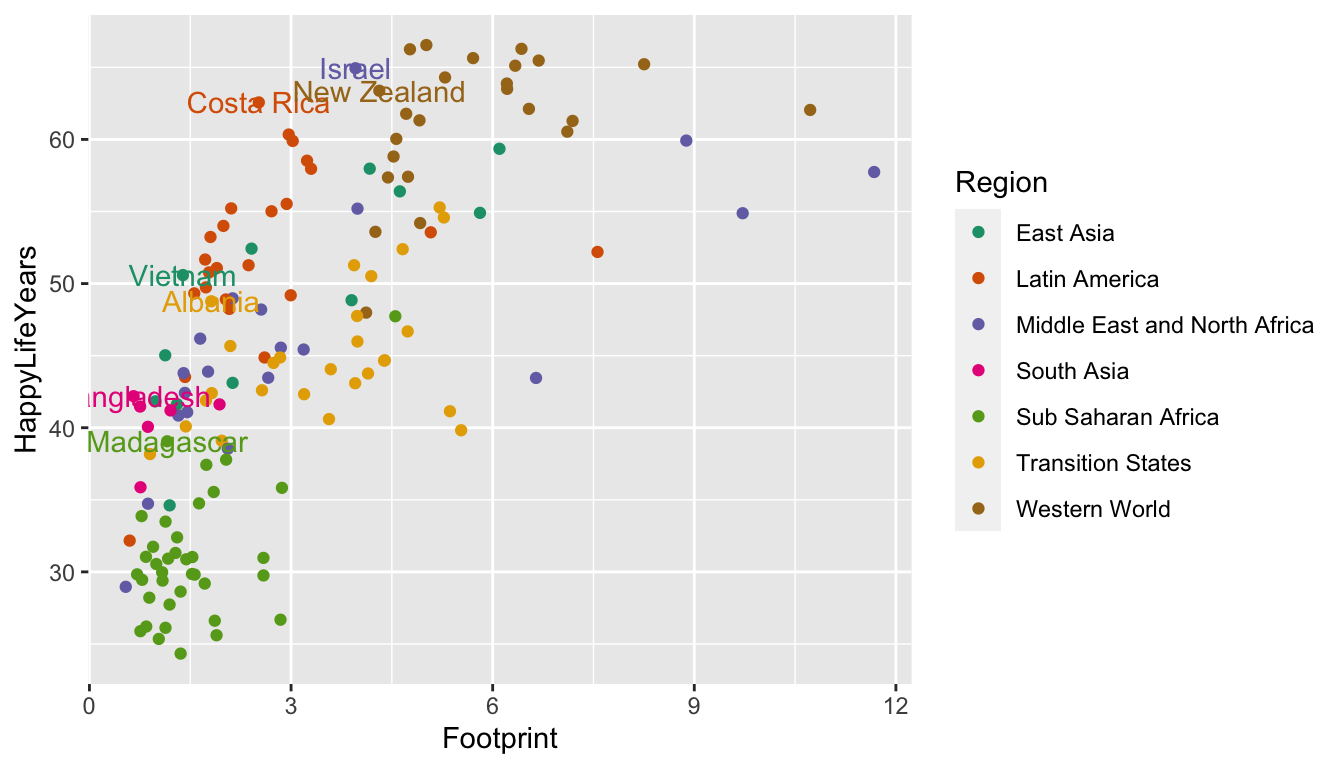 Israel
New Zealand
Costa Rica
60
Region
East Asia
HappyLifeYears
Vietnam
50
Latin America
Albania
Middle East and North Africa
South Asia
angladesh
40
Sub Saharan Africa
Madagascar
Transition States
Western World
30
0 3 6 9 12
Footprint